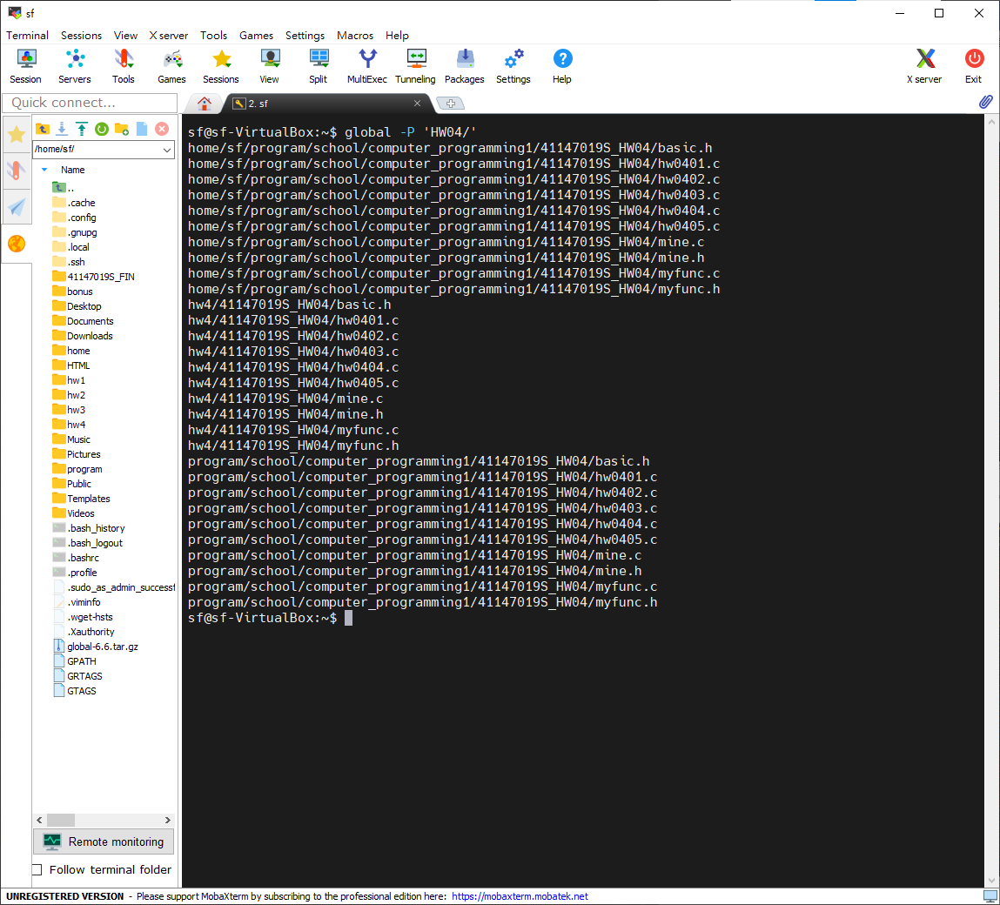 sf
Terminal Sessions View X server Tools Games Settings Macros Help
Session Servers Tools Games Sessions View Split MultiExec Tunneling Packages Settings Help X server Exit
Quick connect...
2. sf
/home/sf/
Name
..
.cache
.config
.gnupg
.local
.ssh
41147019S_FIN
bonus
Desktop
Documents
Downloads
home
HTML
hw1
hw2
hw3
hw4
Music
Pictures
program
Public
Templates
Videos
.bash_history
.bash_logout
.bashrc
.profile
.sudo_as_admin_successf
.viminfo
.wget-hsts
.Xauthority
global-6.6.tar.gz
GPATH
GRTAGS
GTAGS
Remote monitoring
Follow terminal folder
sf@sf-VirtualBox:~$ global -P 'HW04/'
home/sf/program/school/computer_programming1/41147019S_HW04/basic.h
home/sf/program/school/computer_programming1/41147019S_HW04/hw0401.c
home/sf/program/school/computer_programming1/41147019S_HW04/hw0402.c
home/sf/program/school/computer_programming1/41147019S_HW04/hw0403.c
home/sf/program/school/computer_programming1/41147019S_HW04/hw0404.c
home/sf/program/school/computer_programming1/41147019S_HW04/hw0405.c
home/sf/program/school/computer_programming1/41147019S_HW04/mine.c
home/sf/program/school/computer_programming1/41147019S_HW04/mine.h
home/sf/program/school/computer_programming1/41147019S_HW04/myfunc.c
home/sf/program/school/computer_programming1/41147019S_HW04/myfunc.h
hw4/41147019S_HW04/basic.h
hw4/41147019S_HW04/hw0401.c
hw4/41147019S_HW04/hw0402.c
hw4/41147019S_HW04/hw0403.c
hw4/41147019S_HW04/hw0404.c
hw4/41147019S_HW04/hw0405.c
hw4/41147019S_HW04/mine.c
hw4/41147019S_HW04/mine.h
hw4/41147019S_HW04/myfunc.c
hw4/41147019S_HW04/myfunc.h
program/school/computer_programming1/41147019S_HW04/basic.h
program/school/computer_programming1/41147019S_HW04/hw0401.c
program/school/computer_programming1/41147019S_HW04/hw0402.c
program/school/computer_programming1/41147019S_HW04/hw0403.c
program/school/computer_programming1/41147019S_HW04/hw0404.c
program/school/computer_programming1/41147019S_HW04/hw0405.c
program/school/computer_programming1/41147019S_HW04/mine.c
program/school/computer_programming1/41147019S_HW04/mine.h
program/school/computer_programming1/41147019S_HW04/myfunc.c
program/school/computer_programming1/41147019S_HW04/myfunc.h
sf@sf-VirtualBox:~$
UNREGISTERED VERSION - Please support MobaXterm by subscribing to the professional edition here: https://mobaxterm.mobatek.net